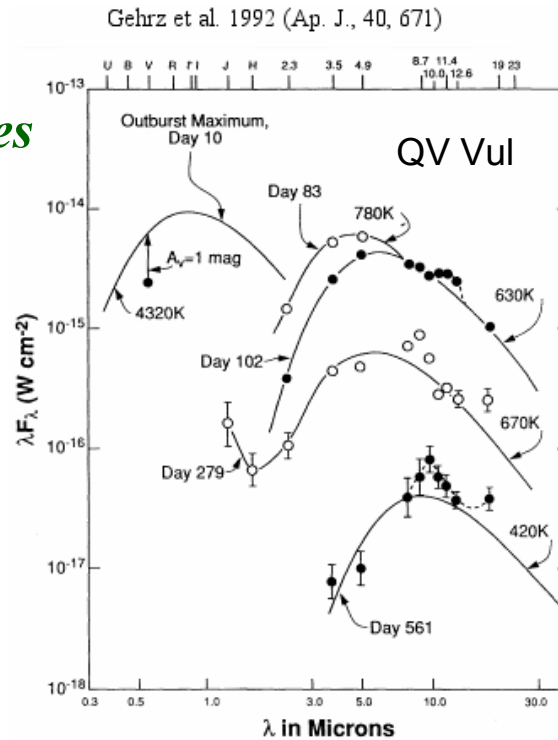 Gehrz et al. 1992 (Ap. J., 40, 671)
U B V R I' I J H 2.3 3.5 4.9 8.7 10.0 11.4 12.6 19 23
10-13
es
Outburst Maximum,
Day 10
QV Vul
Day 83
780K
10-14
Av=1 mag
4320K
630K
10-15
Day 102
λFλ (W cm-2)
670K
10-16
Day 279
420K
10-17
Day 561
10-18
0.3 0.5 1.0 3.0 5.0 10.0 30.0
λ in Microns